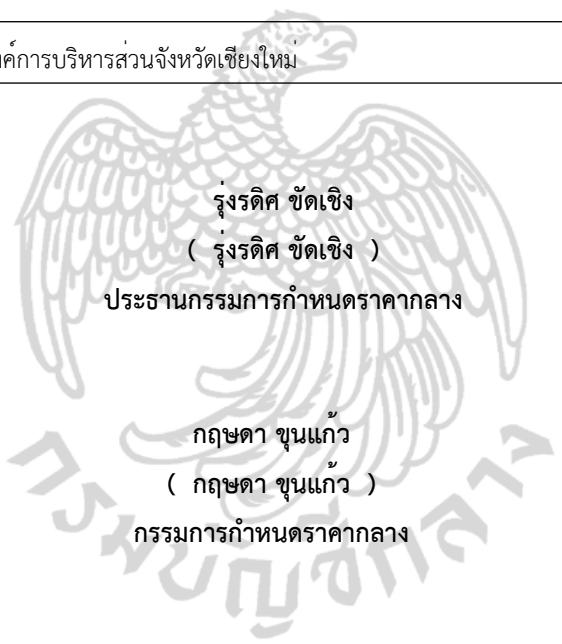 ค์การบริหารส่วนจังหวัดเชียงใหม่
รุ่งรดิศ ขัดเชิง
( รุ่งรดิศ ขัดเชิง )
ประธานกรรมการกำหนดราคากลาง
กฤษดา ขุนแก้ว
( กฤษดา ขุนแก้ว )
กรรมการกำหนดราคากลาง
กรมบัญชีกลาง